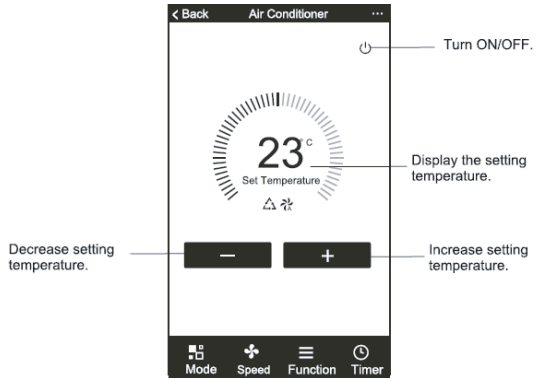 < Back Air Conditioner ...
Turn ON/OFF.
23°C
Set Temperature
Display the setting
temperature.
A
Decrease setting
temperature.
− +
Increase setting
temperature.
Mode Speed Function Timer